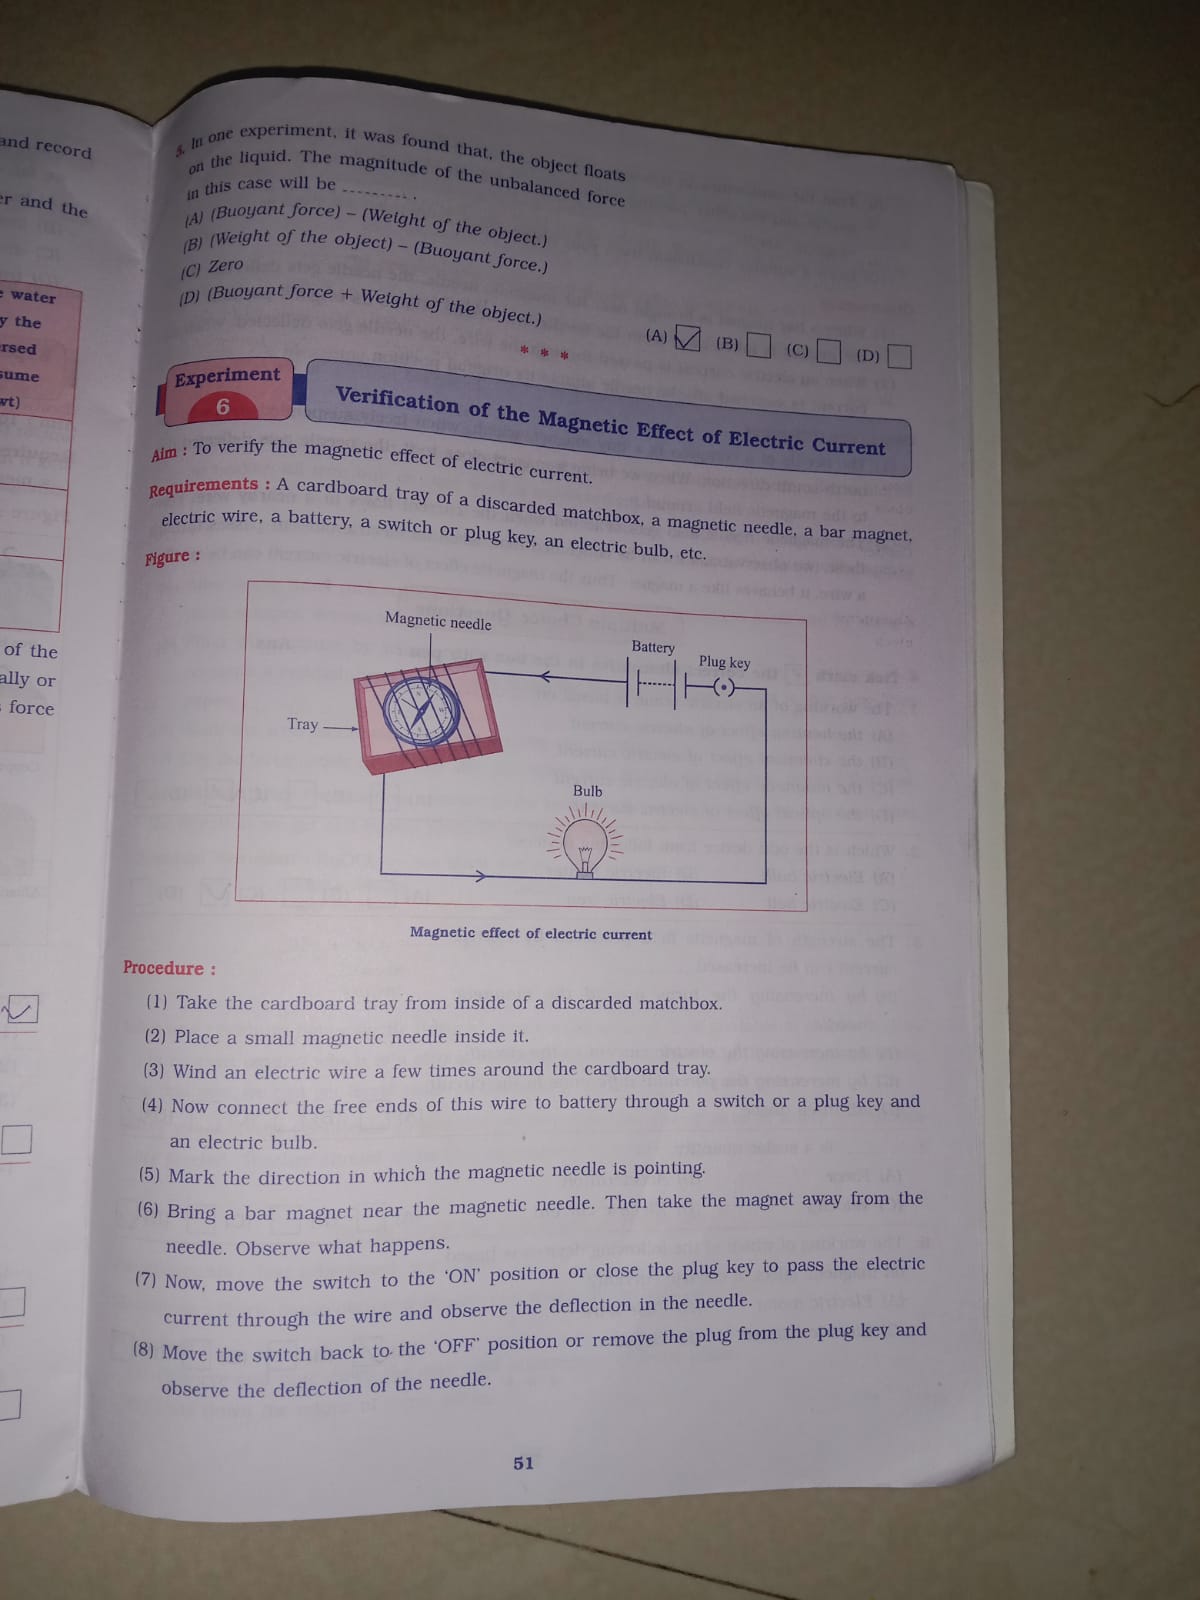 and record
er and the
e water
y the
rsed
sume
wt)
of the
ally or
s force
5. In one experiment, it was found that, the object floats
on the liquid. The magnitude of the unbalanced force
in this case will be ......... .
(A) (Buoyant force) – (Weight of the object.)
(B) (Weight of the object) – (Buoyant force.)
(C) Zero
(D) (Buoyant force + Weight of the object.)
(A) (B) (C) (D)
* * *
Experiment
6
Verification of the Magnetic Effect of Electric Current
Aim : To verify the magnetic effect of electric current.
Requirements : A cardboard tray of a discarded matchbox, a magnetic needle, a bar magnet,
electric wire, a battery, a switch or plug key, an electric bulb, etc.
Figure :
Magnetic needle
Battery
Plug key
Tray
Bulb
Magnetic effect of electric current
Procedure :
(1) Take the cardboard tray from inside of a discarded matchbox.
(2) Place a small magnetic needle inside it.
(3) Wind an electric wire a few times around the cardboard tray.
(4) Now connect the free ends of this wire to battery through a switch or a plug key and
an electric bulb.
(5) Mark the direction in which the magnetic needle is pointing.
(6) Bring a bar magnet near the magnetic needle. Then take the magnet away from the
needle. Observe what happens.
(7) Now, move the switch to the ‘ON’ position or close the plug key to pass the electric
current through the wire and observe the deflection in the needle.
(8) Move the switch back to the ‘OFF’ position or remove the plug from the plug key and
observe the deflection of the needle.
51